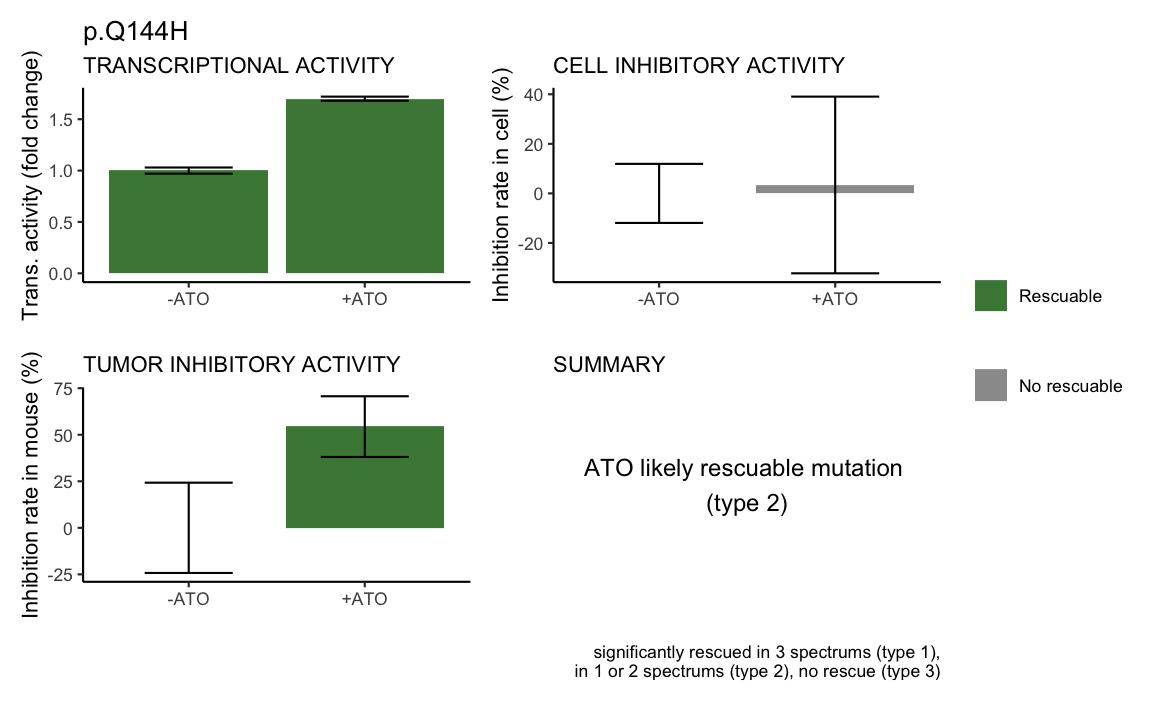 p.Q144H
TRANSCRIPTIONAL ACTIVITY
Trans. activity (fold change)
1.5
1.0
0.5
0.0
-ATO
+ATO
CELL INHIBITORY ACTIVITY
Inhibition rate in cell (%)
40
20
0
-20
-ATO
+ATO
Rescuable
No rescuable
TUMOR INHIBITORY ACTIVITY
Inhibition rate in mouse (%)
75
50
25
0
-25
-ATO
+ATO
SUMMARY
ATO likely rescuable mutation
(type 2)
significantly rescued in 3 spectrums (type 1),
in 1 or 2 spectrums (type 2), no rescue (type 3)